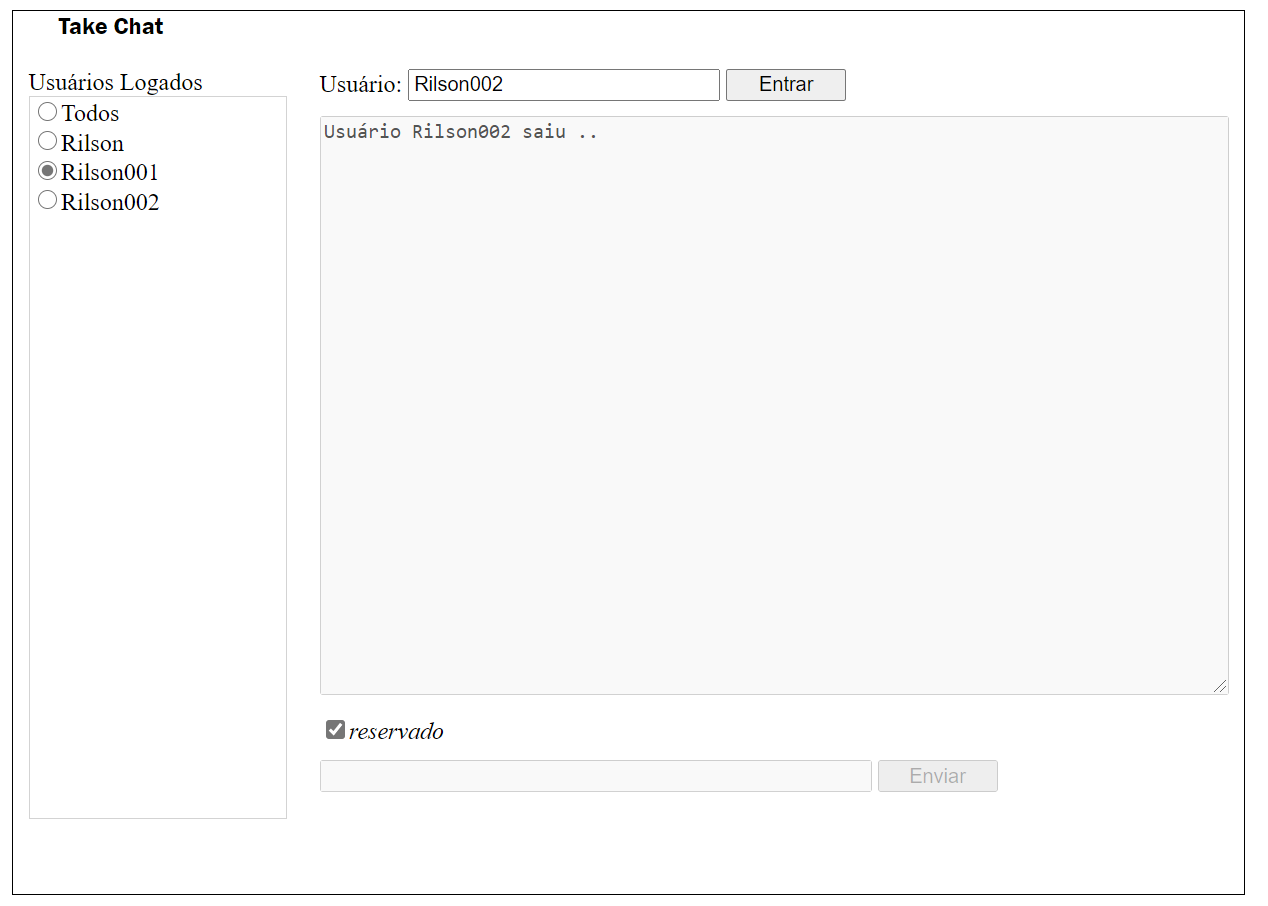 Take Chat
Usuários Logados
Todos
Rilson
Rilson001
Rilson002
Usuário: Rilson002 Entrar
Usuário Rilson002 saiu ..
reservado
Enviar